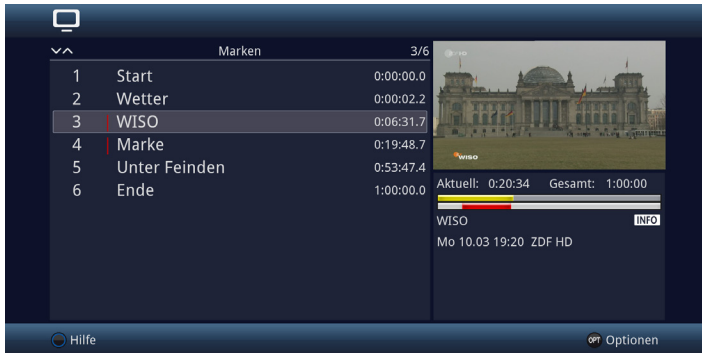 Marken 3/6
1 Start 0:00:00.0
2 Wetter 0:00:02.2
3 WISO 0:06:31.7
4 Marke 0:19:48.7
5 Unter Feinden 0:53:47.4
6 Ende 1:00:00.0
WISO
Aktuell: 0:20:34 Gesamt: 1:00:00
WISO INFO
Mo 10.03 19:20 ZDF HD
Hilfe
OPT Optionen